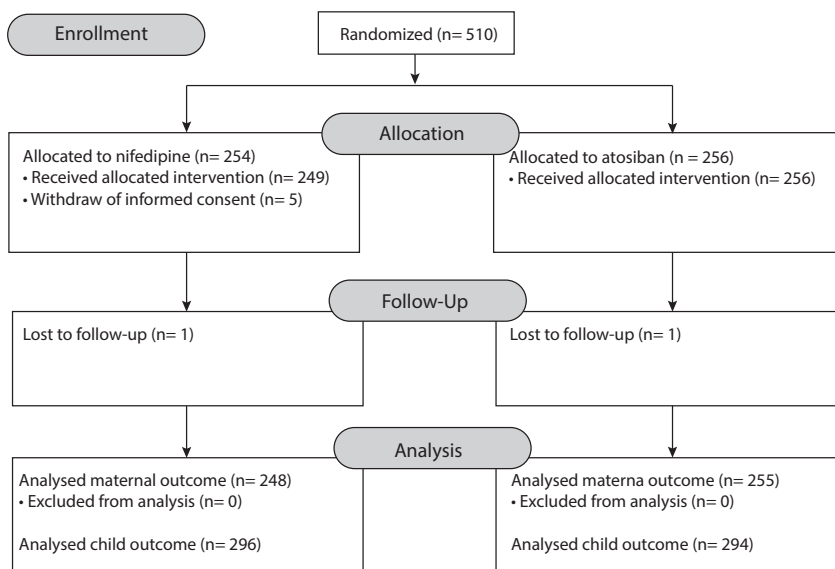 Enrollment
Randomized (n= 510)
Allocation
Allocated to nifedipine (n= 254)
• Received allocated intervention (n= 249)
• Withdraw of informed consent (n= 5)
Allocated to atosiban (n = 256)
• Received allocated intervention (n= 256)
Follow-Up
Lost to follow-up (n= 1)
Lost to follow-up (n= 1)
Analysis
Analysed maternal outcome (n= 248)
• Excluded from analysis (n= 0)
Analysed child outcome (n= 296)
Analysed materna outcome (n= 255)
• Excluded from analysis (n= 0)
Analysed child outcome (n= 294)